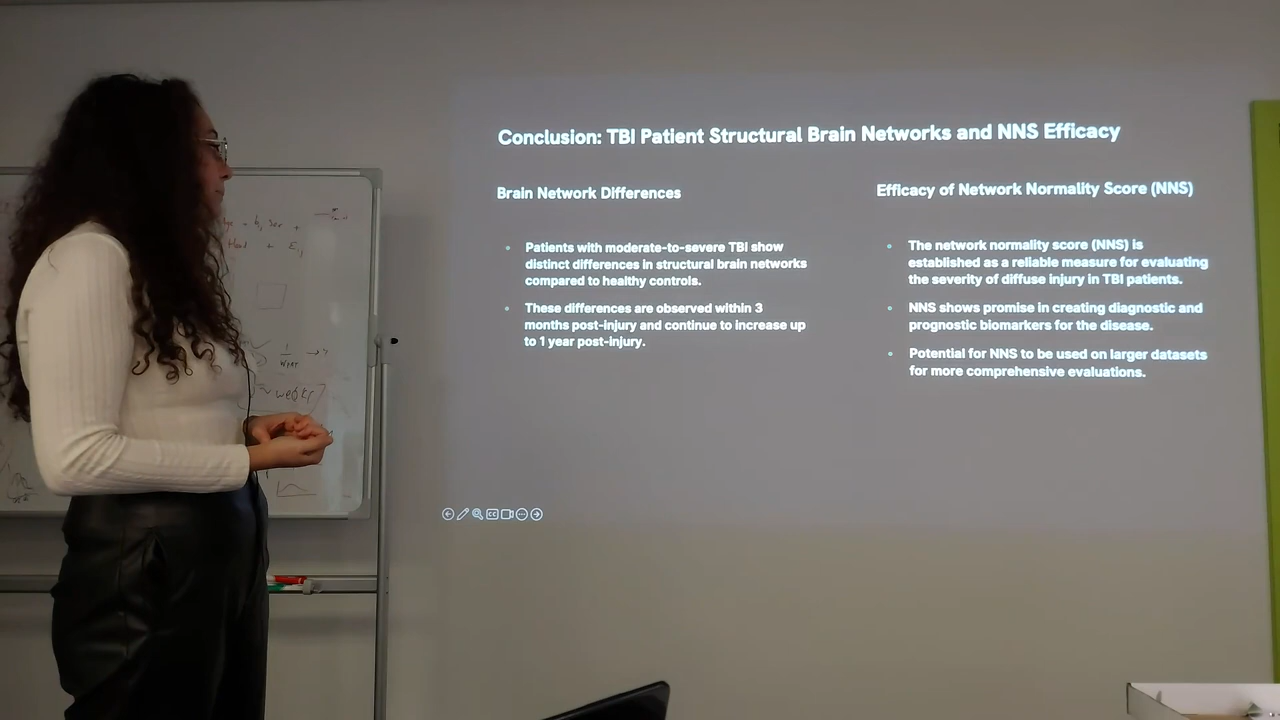 Conclusion: TBI Patient Structural Brain Networks and NNS Efficacy
Brain Network Differences
Patients with moderate-to-severe TBI show
distinct differences in structural brain networks
compared to healthy controls.
These differences are observed within 3
months post-injury and continue to increase up
to 1 year post-injury.
Efficacy of Network Normality Score (NNS)
The network normality score (NNS) is
established as a reliable measure for evaluating
the severity of diffuse injury in TBI patients.
NNS shows promise in creating diagnostic and
prognostic biomarkers for the disease.
Potential for NNS to be used on larger datasets
for more comprehensive evaluations.